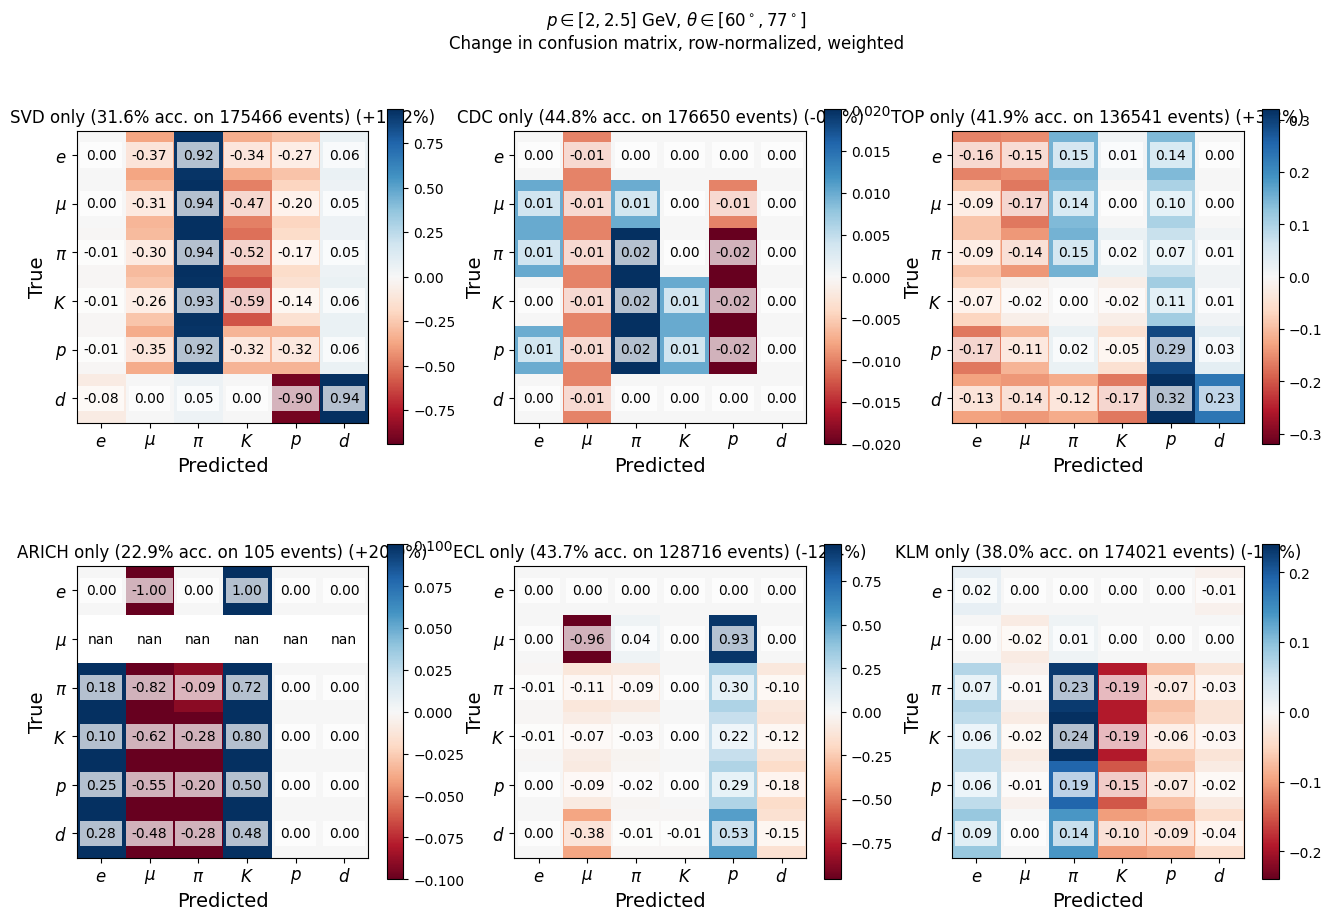 p ∈ [2, 2.5] GeV, θ ∈ [60°, 77°]
Change in confusion matrix, row-normalized, weighted
SVD only (31.6% acc. on 175466 events)
e 0.00 -0.37 0.92 -0.34 -0.27 0.06
μ 0.00 -0.31 0.94 -0.47 -0.20 0.05
π -0.01 -0.30 0.94 -0.52 -0.17 0.05
K -0.01 -0.26 0.93 -0.59 -0.14 0.06
p -0.01 -0.35 0.92 -0.32 -0.32 0.06
d -0.08 0.00 0.05 0.00 -0.90 0.94
e μ π K p d
True
Predicted
0.75
0.50
0.25
0.00
−0.25
−0.50
−0.75
CDC only (44.8% acc. on 176650 events)
e 0.00 -0.01 0.00 0.00 0.00 0.00
μ 0.01 -0.01 0.01 0.00 -0.01 0.00
π 0.01 -0.01 0.02 0.00 -0.02 0.00
K 0.00 -0.01 0.02 0.01 -0.02 0.00
p 0.01 -0.01 0.02 0.01 -0.02 0.00
d 0.00 -0.01 0.00 0.00 0.00 0.00
e μ π K p d
True
Predicted
0.020
0.015
0.010
0.005
0.000
−0.005
−0.010
−0.015
−0.020
TOP only (41.9% acc. on 136541 events)
e -0.16 -0.15 0.15 0.01 0.14 0.00
μ -0.09 -0.17 0.14 0.00 0.10 0.00
π -0.09 -0.14 0.15 0.02 0.07 0.01
K -0.07 -0.02 0.00 -0.02 0.11 0.01
p -0.17 -0.11 0.02 -0.05 0.29 0.03
d -0.13 -0.14 -0.12 -0.17 0.32 0.23
e μ π K p d
True
Predicted
0.3
0.2
0.1
0.0
−0.1
−0.2
−0.3
ARICH only (22.9% acc. on 105 events)
e 0.00 -1.00 0.00 1.00 0.00 0.00
μ nan nan nan nan nan nan
π 0.18 -0.82 -0.09 0.72 0.00 0.00
K 0.10 -0.62 -0.28 0.80 0.00 0.00
p 0.25 -0.55 -0.20 0.50 0.00 0.00
d 0.28 -0.48 -0.28 0.48 0.00 0.00
e μ π K p d
True
Predicted
0.100
0.075
0.050
0.025
0.000
−0.025
−0.050
−0.075
−0.100
ECL only (43.7% acc. on 128716 events)
e 0.00 0.00 0.00 0.00 0.00 0.00
μ 0.00 -0.96 0.04 0.00 0.93 0.00
π -0.01 -0.11 -0.09 0.00 0.30 -0.10
K -0.01 -0.07 -0.03 0.00 0.22 -0.12
p 0.00 -0.09 -0.02 0.00 0.29 -0.18
d 0.00 -0.38 -0.01 -0.01 0.53 -0.15
e μ π K p d
True
Predicted
0.75
0.50
0.25
0.00
−0.25
−0.50
−0.75
KLM only (38.0% acc. on 174021 events)
e 0.02 0.00 0.00 0.00 0.00 -0.01
μ 0.00 -0.02 0.01 0.00 0.00 0.00
π 0.07 -0.01 0.23 -0.19 -0.07 -0.03
K 0.06 -0.02 0.24 -0.19 -0.06 -0.03
p 0.06 -0.01 0.19 -0.15 -0.07 -0.02
d 0.09 0.00 0.14 -0.10 -0.09 -0.04
e μ π K p d
True
Predicted
0.2
0.1
0.0
−0.1
−0.2